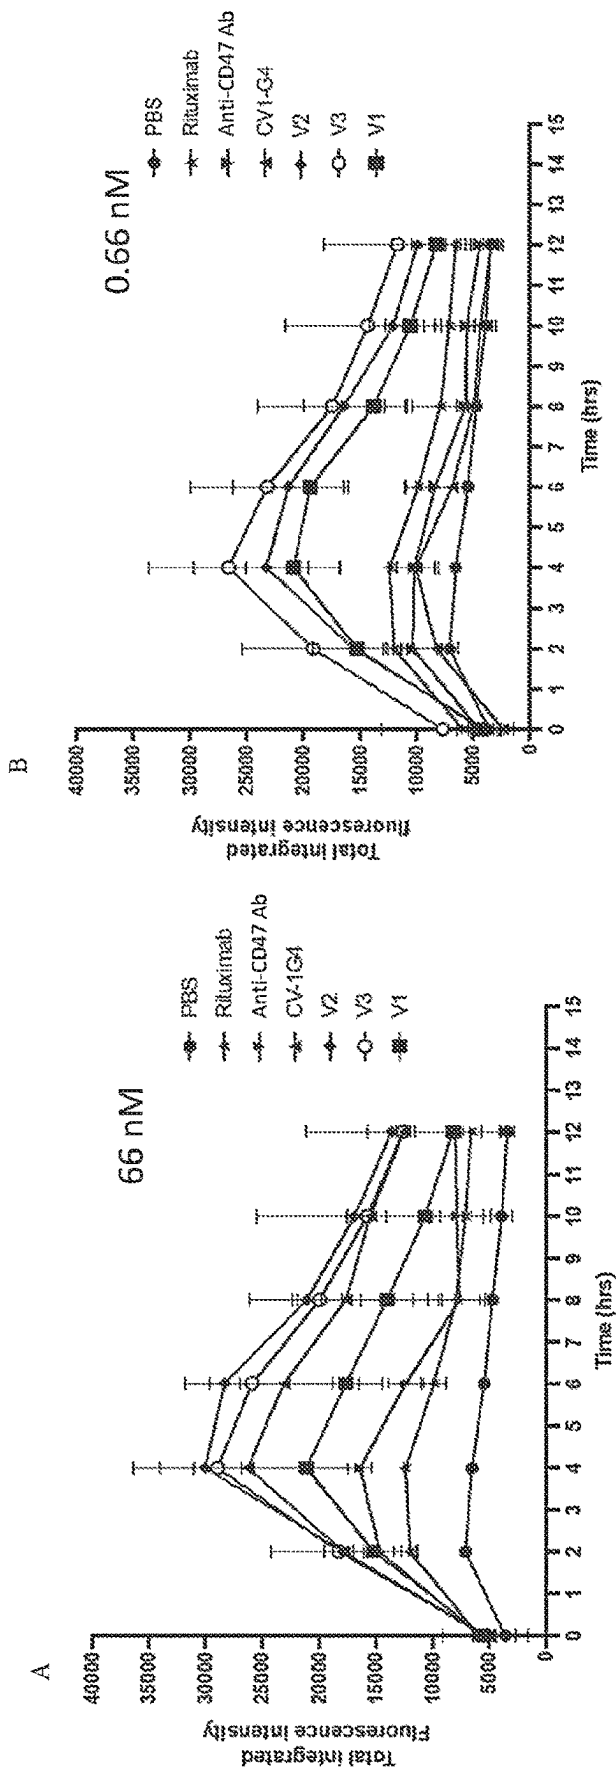 A
66 nM
PBS
Rituximab
Anti-CD47 Ab
CV-1G4
V2
V3
V1
Total integrated
Fluorescence intensity
40000
35000
30000
25000
20000
15000
10000
5000
0
0 1 2 3 4 5 6 7 8 9 10 11 12 13 14 15
Time (hrs)
B
0.66 nM
PBS
Rituximab
Anti-CD47 Ab
CV1-G4
V2
V3
V1
Total integrated
fluorescence intensity
40000
35000
30000
25000
20000
15000
10000
5000
0
0 1 2 3 4 5 6 7 8 9 10 11 12 13 14 15
Time (hrs)